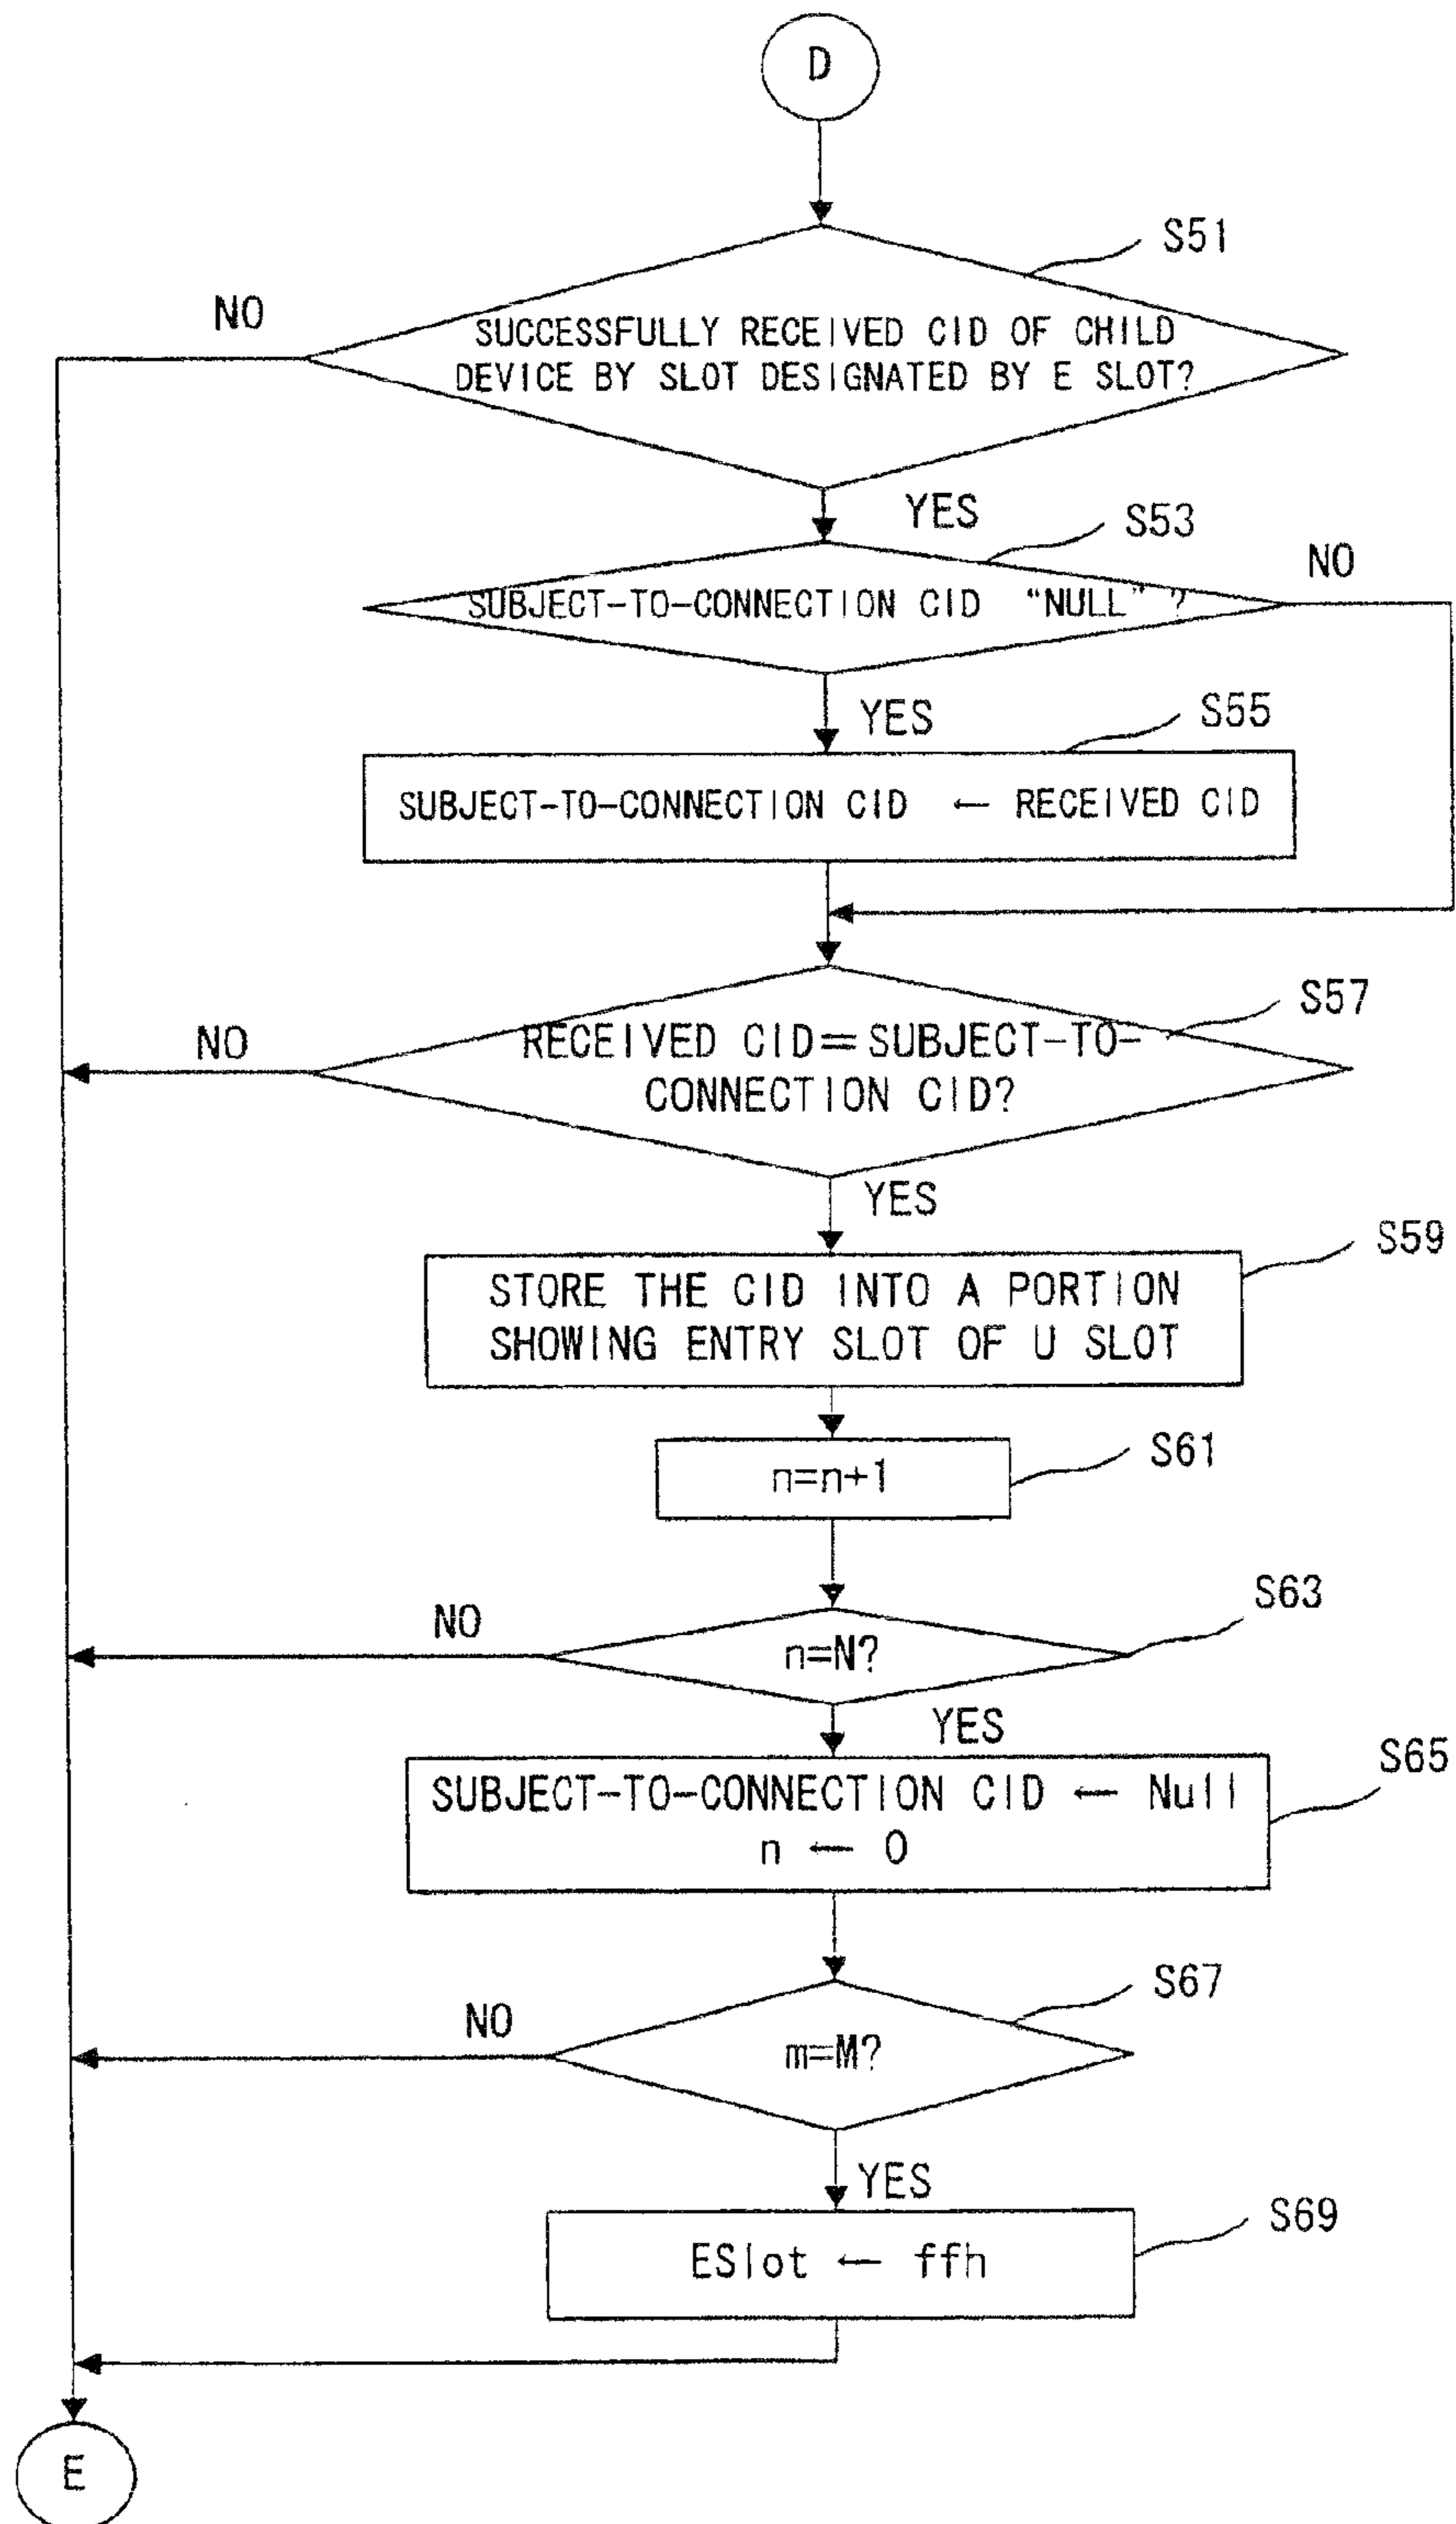 D
S51
NO
SUCCESSFULLY RECEIVED CID OF CHILD
DEVICE BY SLOT DESIGNATED BY E SLOT?
YES
S53
NO
SUBJECT-TO-CONNECTION CID “NULL” ?
YES
S55
SUBJECT-TO-CONNECTION CID ← RECEIVED CID
S57
NO
RECEIVED CID=SUBJECT-TO-
CONNECTION CID?
YES
S59
STORE THE CID INTO A PORTION
SHOWING ENTRY SLOT OF U SLOT
S61
n=n+1
S63
NO
n=N?
YES
S65
SUBJECT-TO-CONNECTION CID ← Null
n ← 0
S67
NO
m=M?
YES
S69
ESlot ← ffh
E